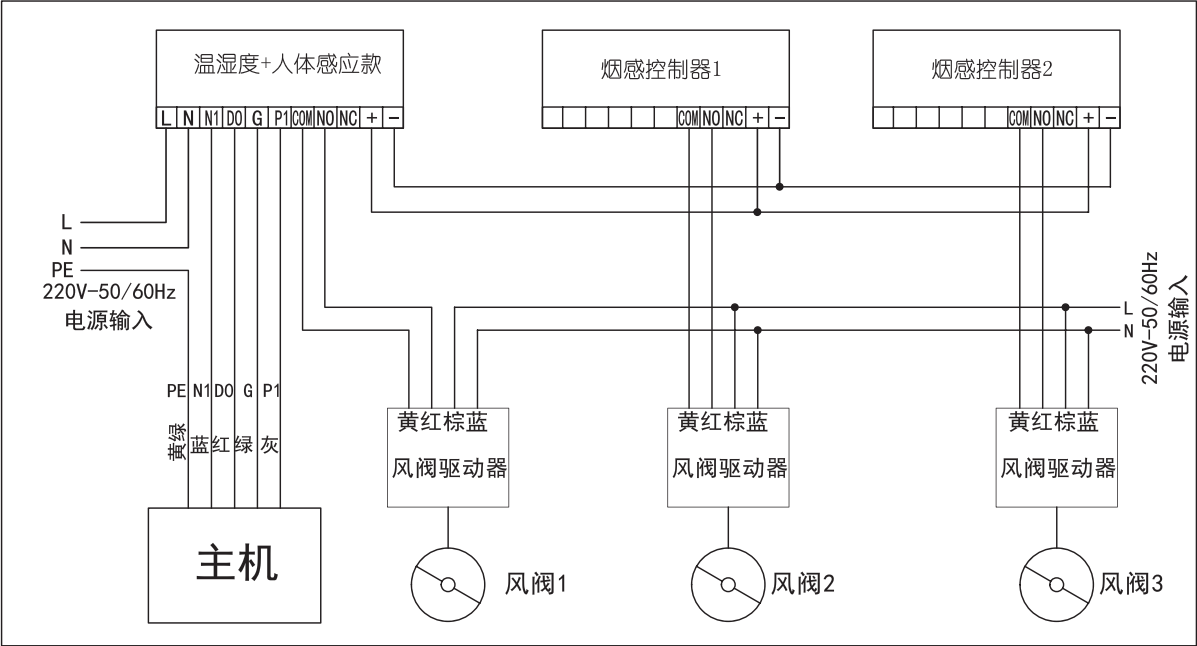 温湿度+人体感应款
L N N1 DO G P1 COM NO NC + −
烟感控制器1
COM NO NC + −
烟感控制器2
COM NO NC + −
L
N
PE
220V-50/60Hz
电源输入
L
N
220V-50/60Hz
电源输入
PE N1 DO G P1
黄绿 蓝 红 绿 灰
主机
黄红棕蓝
风阀驱动器
风阀1
黄红棕蓝
风阀驱动器
风阀2
黄红棕蓝
风阀驱动器
风阀3